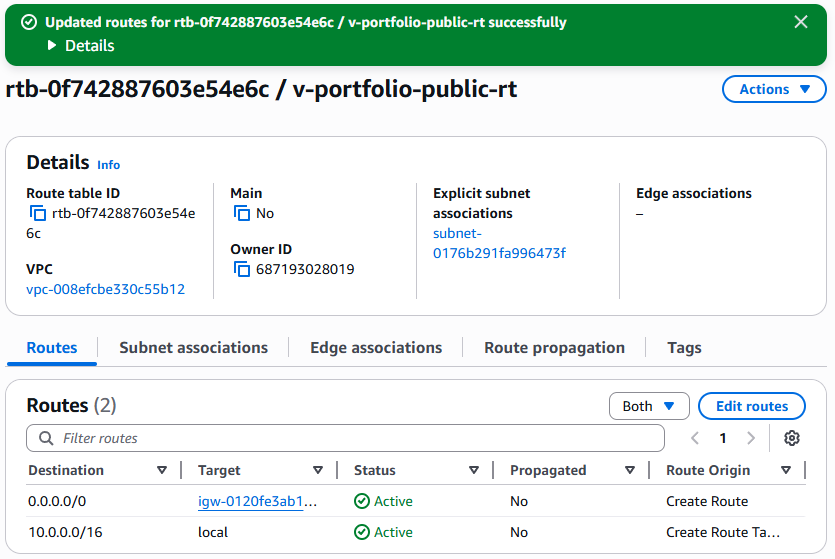 Updated routes for rtb-0f742887603e54e6c / v-portfolio-public-rt successfully
Details
rtb-0f742887603e54e6c / v-portfolio-public-rt
Actions
Details Info
Route table ID
rtb-0f742887603e54e
6c
VPC
vpc-008efcbe330c55b12
Main
No
Owner ID
687193028019
Explicit subnet
associations
subnet-
0176b291fa996473f
Edge associations
–
Routes Subnet associations Edge associations Route propagation Tags
Routes (2)
Both
Edit routes
Filter routes
1
Destination Target Status Propagated Route Origin
0.0.0.0/0 igw-0120fe3ab1… Active No Create Route
10.0.0.0/16 local Active No Create Route Ta…